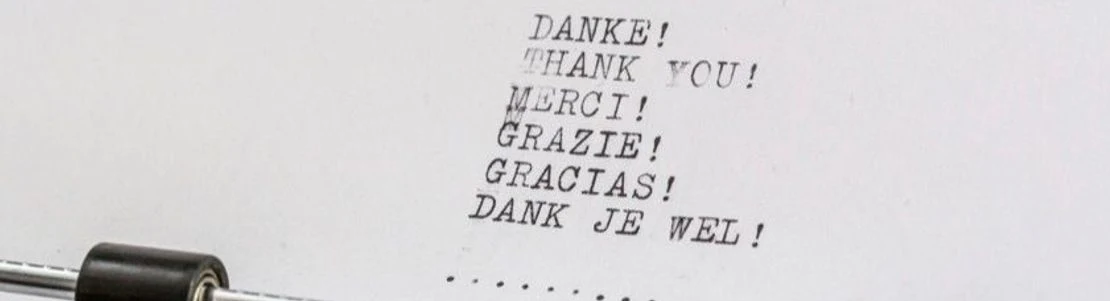 DANKE!
THANK YOU!
MERCI!
GRAZIE!
GRACIAS!
DANK JE WEL!
.........